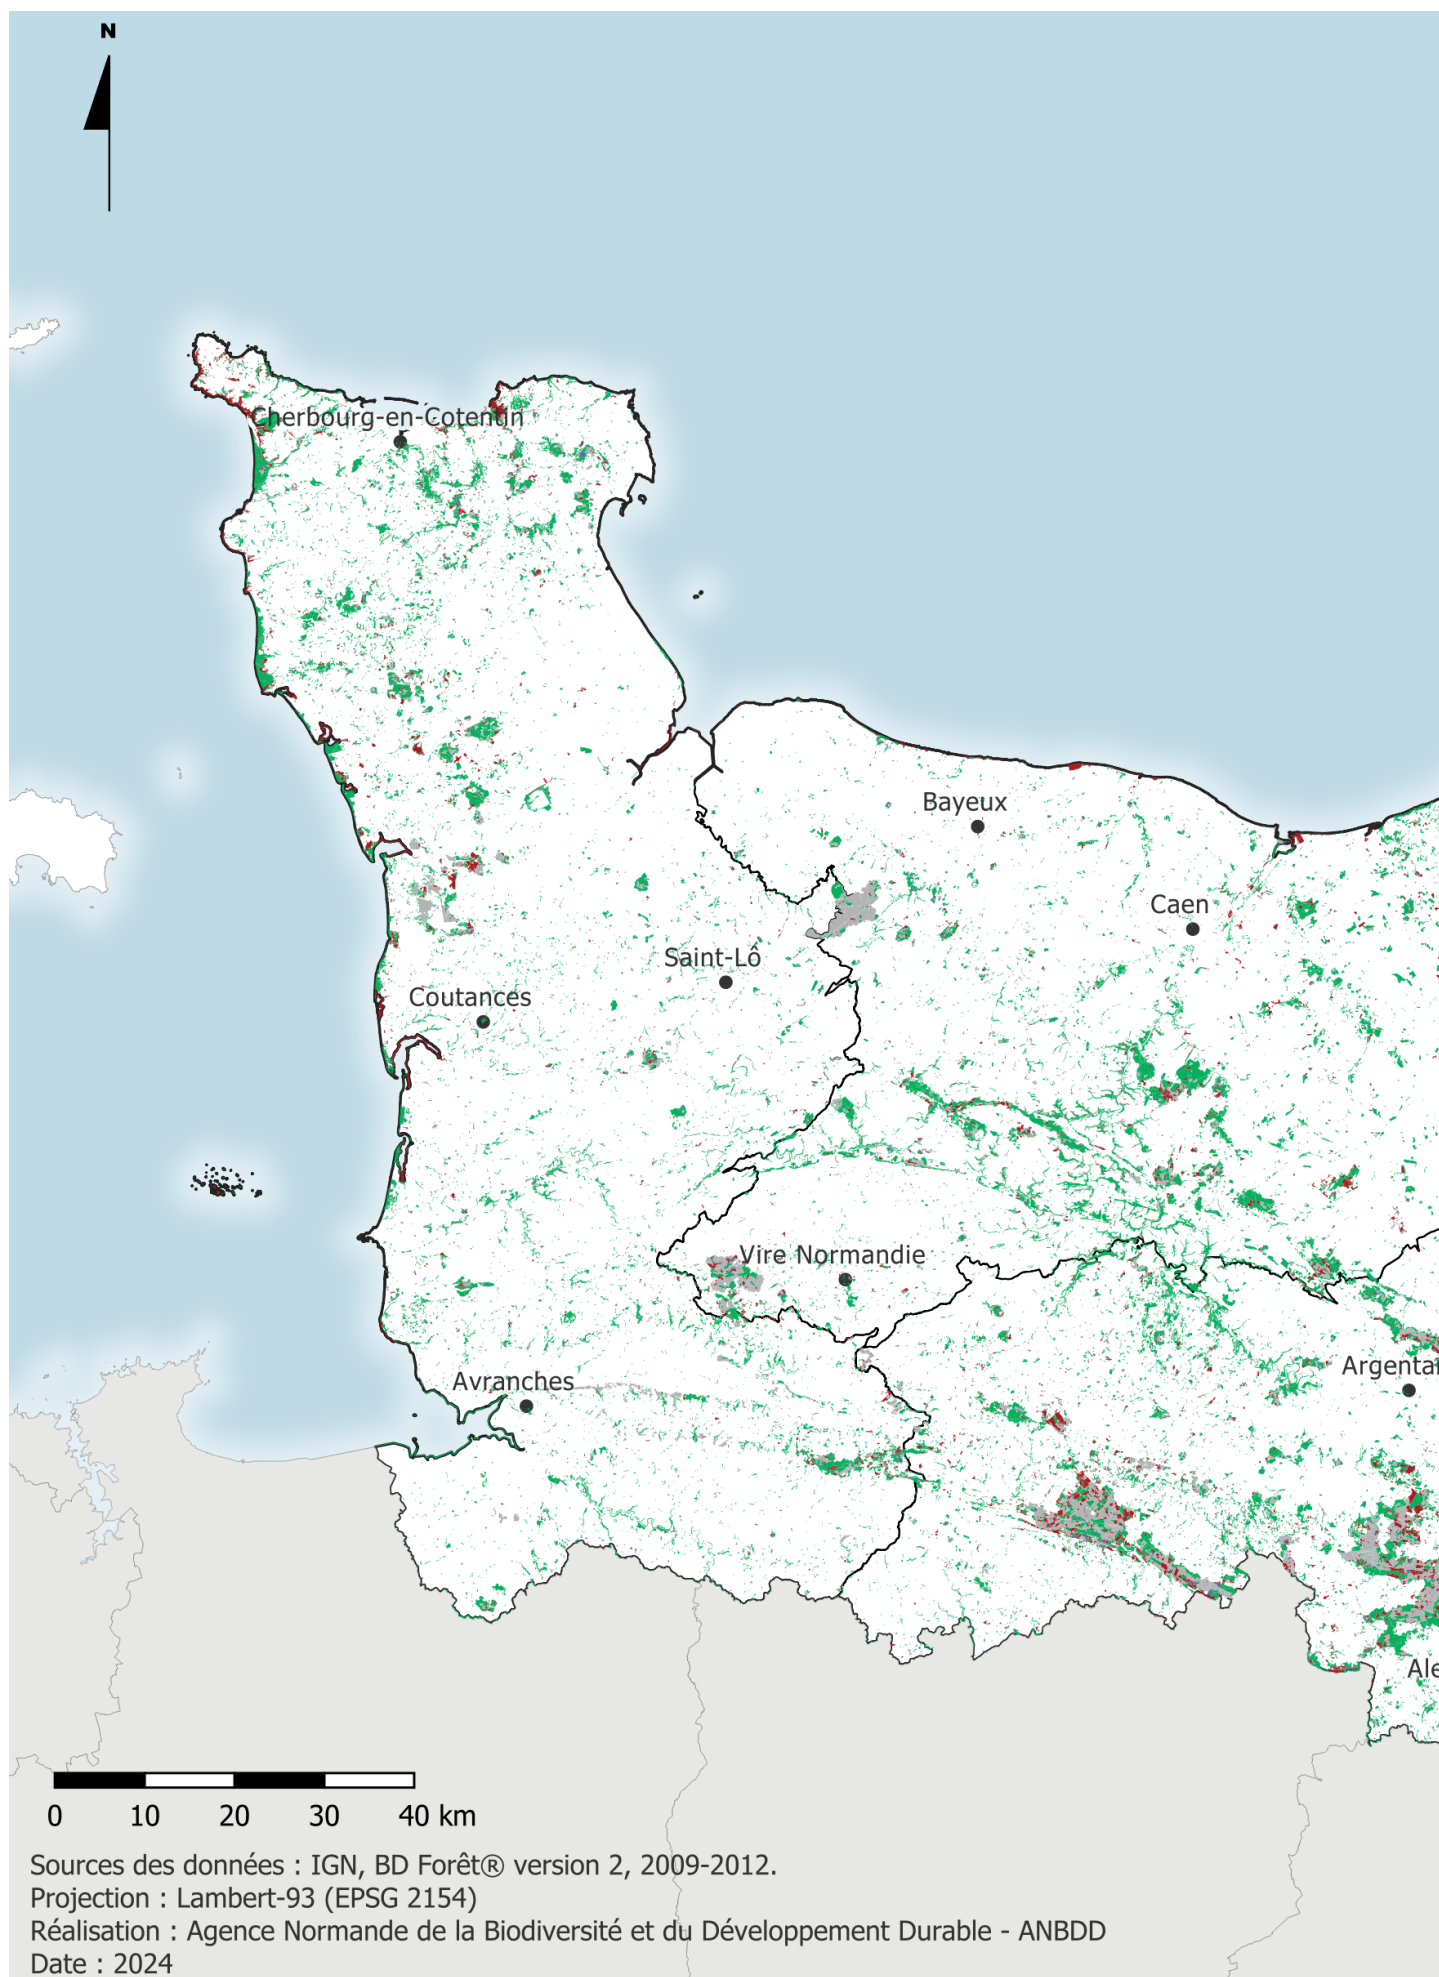 N
Cherbourg-en-Cotentin
Bayeux
Caen
Saint-Lô
Coutances
Vire Normandie
Avranches
Argenta
Ale
0 10 20 30 40 km
Sources des données : IGN, BD Forêt® version 2, 2009-2012.
Projection : Lambert-93 (EPSG 2154)
Réalisation : Agence Normande de la Biodiversité et du Développement Durable - ANBDD
Date : 2024